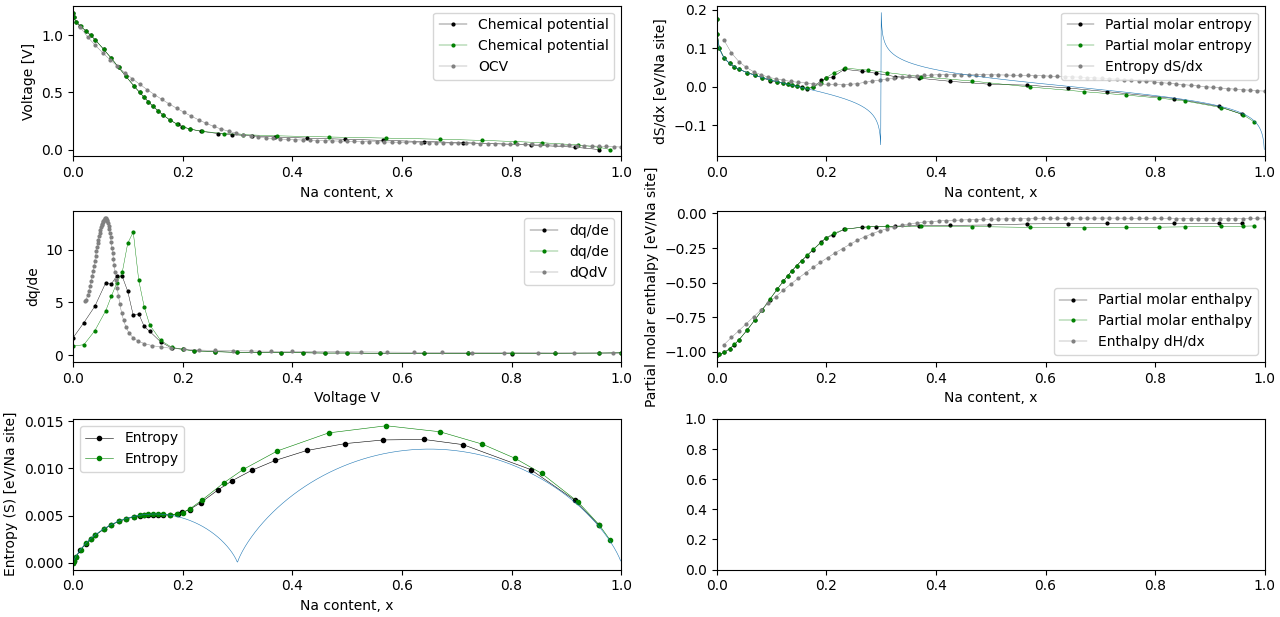 Voltage [V]
1.0
0.5
0.0
Chemical potential
Chemical potential
OCV
0.0 0.2 0.4 0.6 0.8 1.0
Na content, x
dS/dx [eV/Na site]
0.2
0.1
0.0
−0.1
Partial molar entropy
Partial molar entropy
Entropy dS/dx
0.0 0.2 0.4 0.6 0.8 1.0
Na content, x
dq/de
10
5
0
dq/de
dq/de
dQdV
0.0 0.2 0.4 0.6 0.8 1.0
Voltage V
Partial molar enthalpy [eV/Na site]
0.00
−0.25
−0.50
−0.75
−1.00
Partial molar enthalpy
Partial molar enthalpy
Enthalpy dH/dx
0.0 0.2 0.4 0.6 0.8 1.0
Na content, x
Entropy (S) [eV/Na site]
0.015
0.010
0.005
0.000
Entropy
Entropy
0.0 0.2 0.4 0.6 0.8 1.0
Na content, x
1.0
0.8
0.6
0.4
0.2
0.0
0.0 0.2 0.4 0.6 0.8 1.0